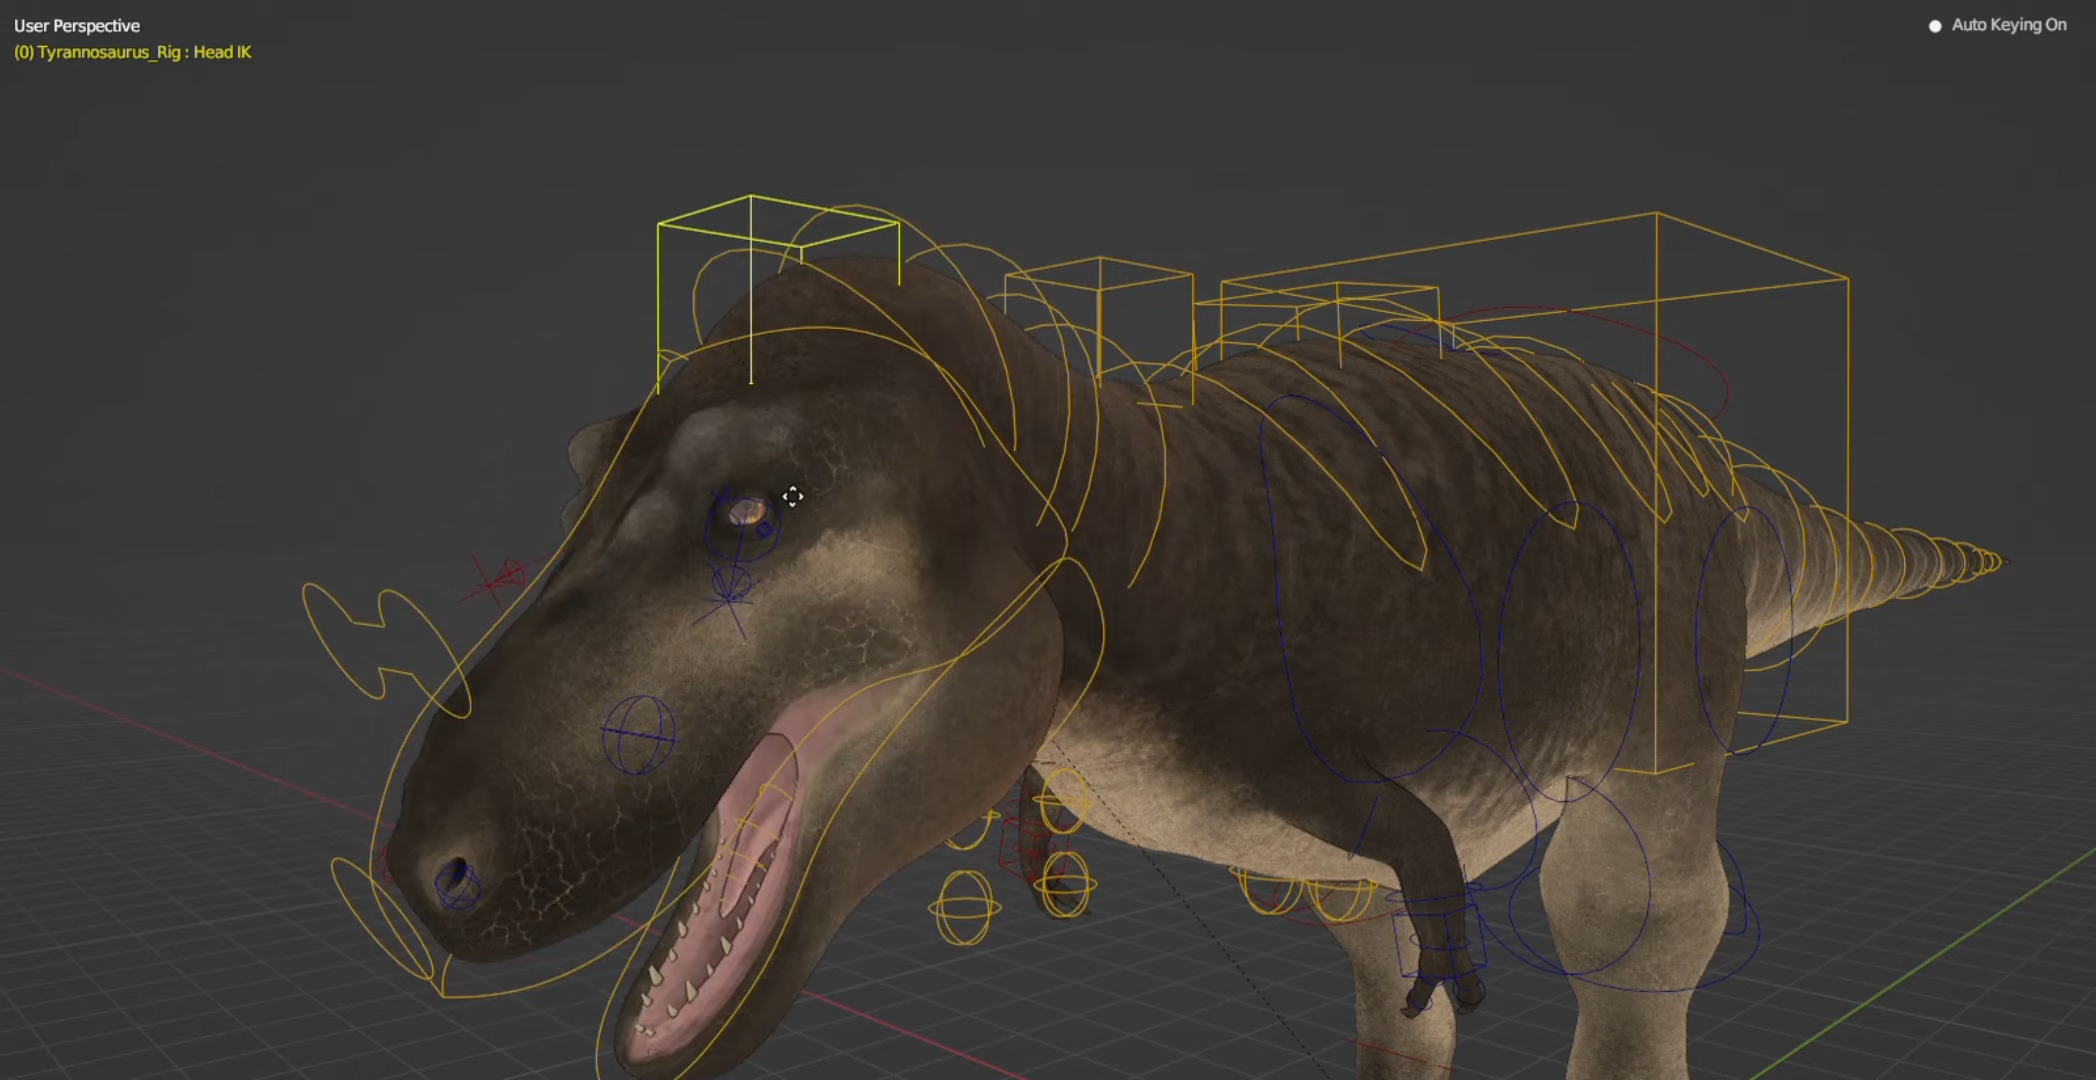 User Perspective
Auto Keying On
(0) Tyrannosaurus_Rig : Head IK